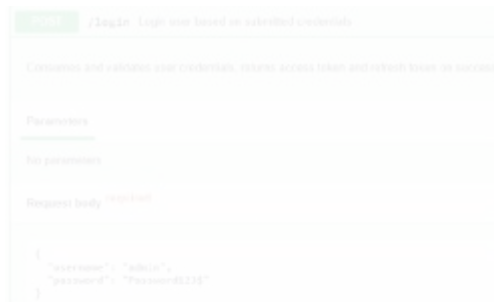 POST /login Login user based on submitted credentials
Consumes and validates user credentials, returns access token and refresh token on success
Parameters
No parameters
Request body required
{
"username": "admin",
"password":
}